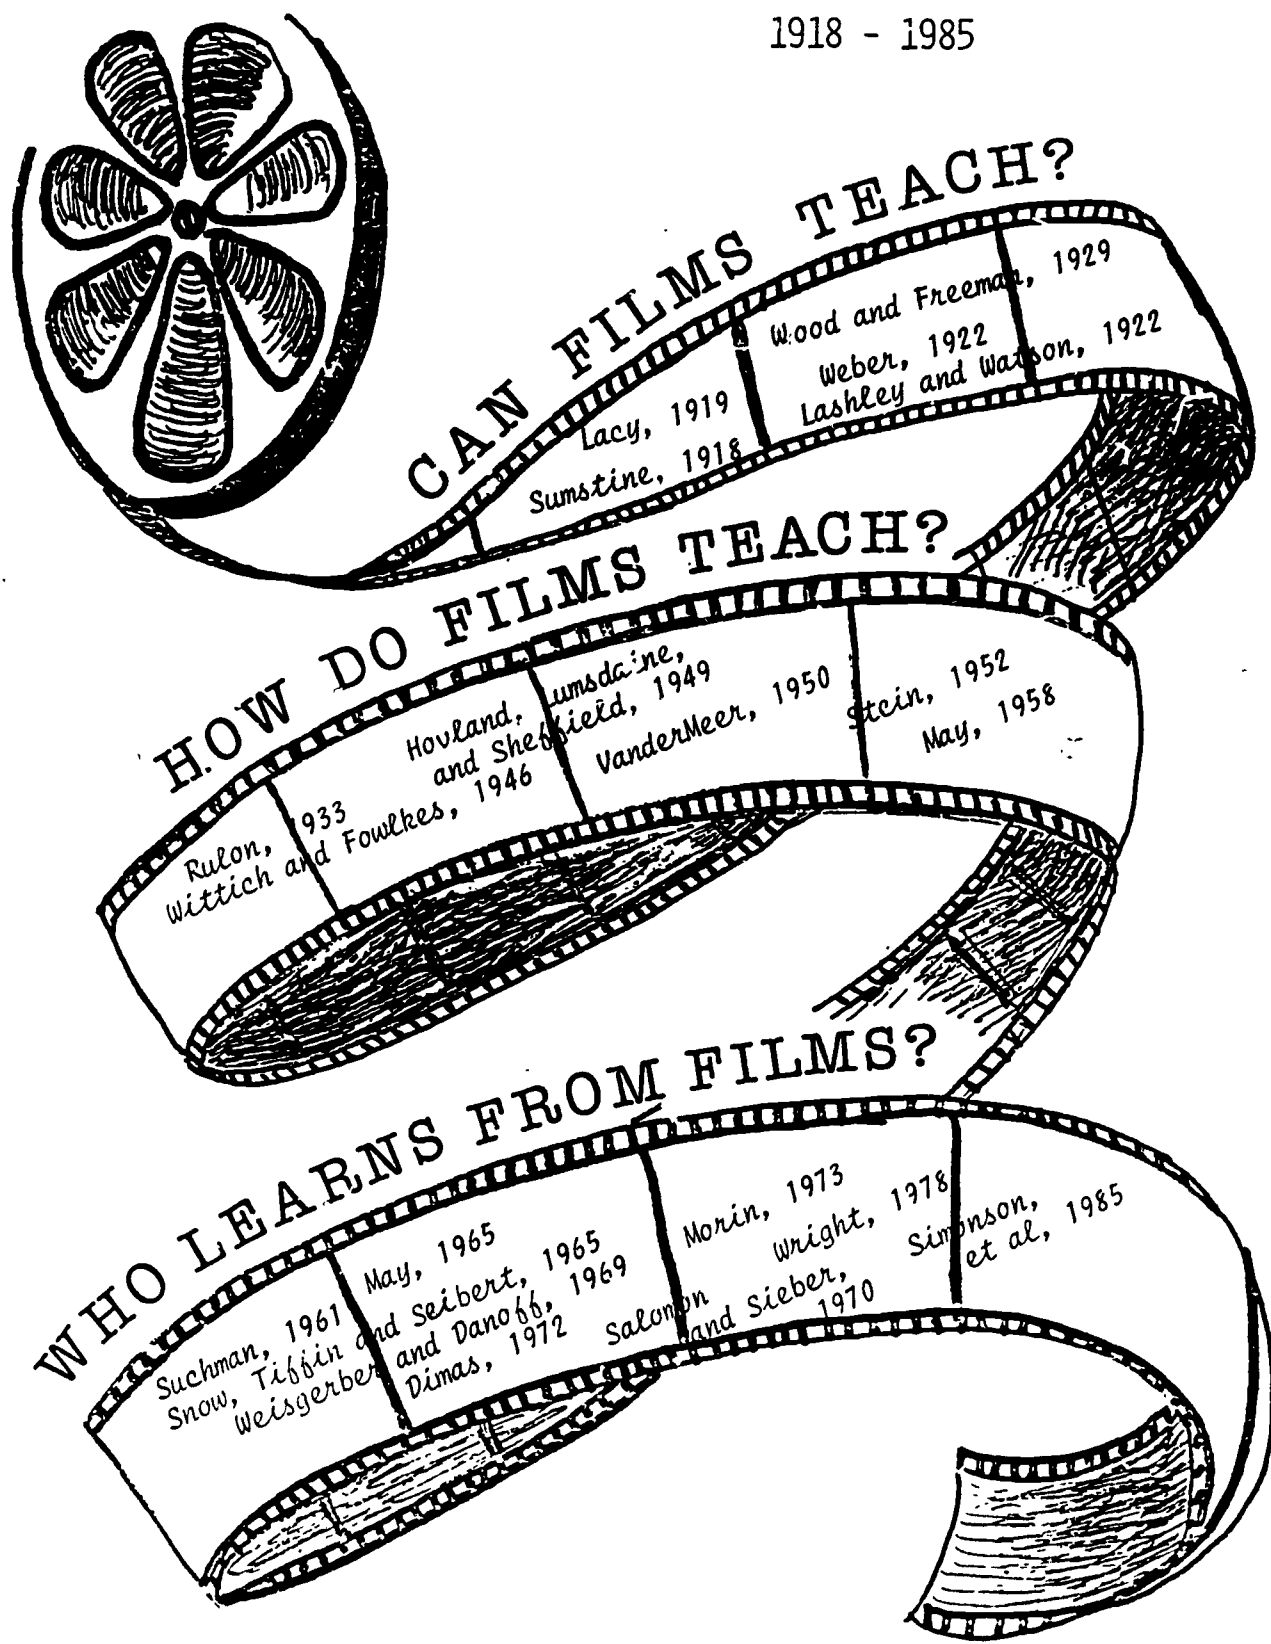 1918 - 1985
CAN FILMS TEACH?
Sumstine, 1918
Lacy, 1919
Wood and Freeman, 1929
Weber, 1922
Lashley and Watson, 1922
HOW DO FILMS TEACH?
Rulon, 1933
Wittich and Fowlkes, 1946
Hovland, Lumsdaine,
and Sheffield, 1949
VanderMeer, 1950
Stein, 1952
May, 1958
WHO LEARNS FROM FILMS?
Suchman, 1961
Snow, Tiffin and Seibert, 1965
Weisgerber and Danoff, 1969
May, 1965
Dimas, 1972
Salomon
and Sieber,
1970
Morin, 1973
Wright, 1978
Simonson,
et al, 1985